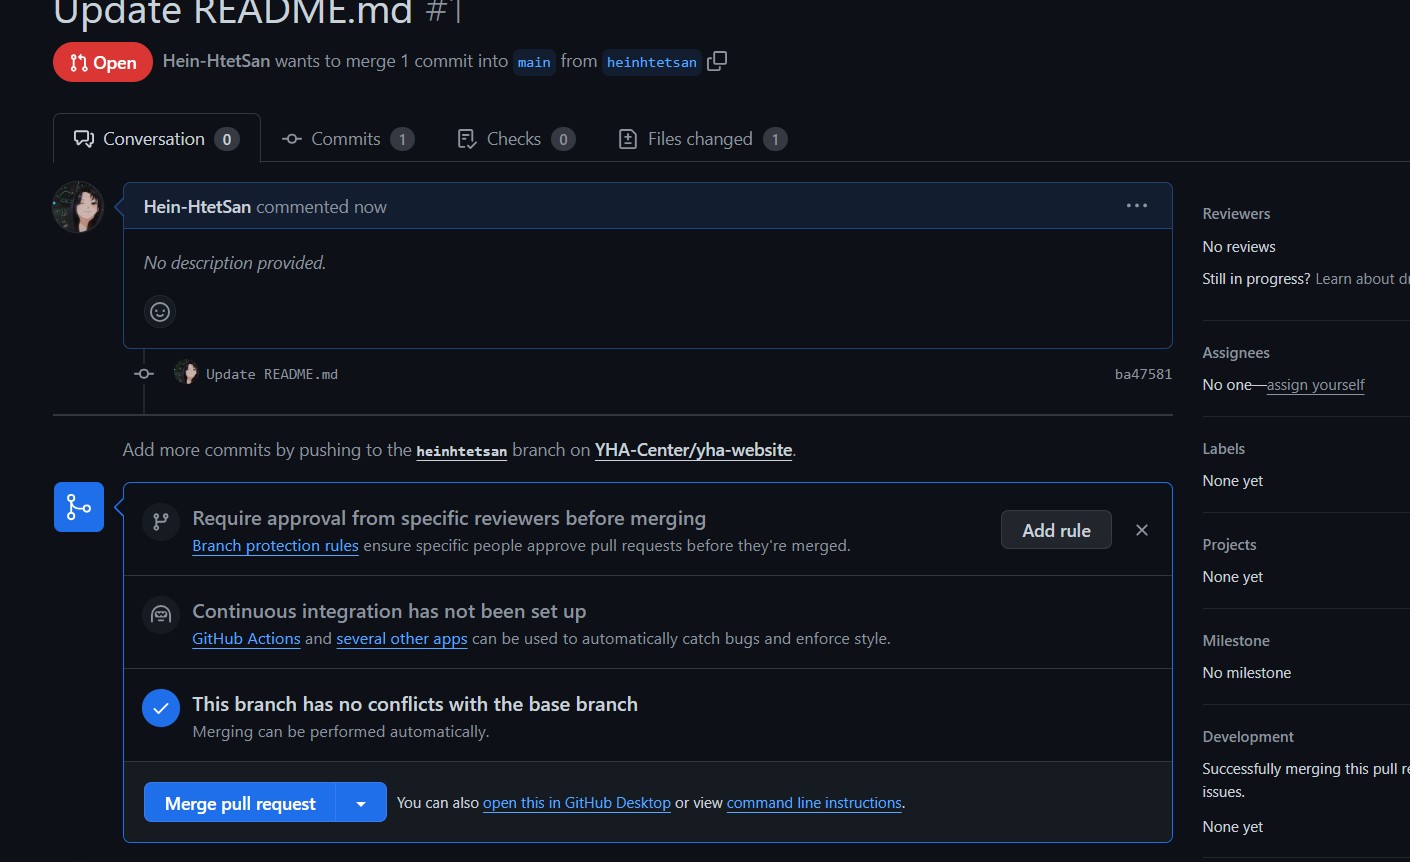 Update README.md #1
Open Hein-HtetSan wants to merge 1 commit into main from heinhtetsan
Conversation 0 Commits 1 Checks 0 Files changed 1
Hein-HtetSan commented now
No description provided.
Update README.md ba47581
Add more commits by pushing to the heinhtetsan branch on YHA-Center/yha-website.
Require approval from specific reviewers before merging
Branch protection rules ensure specific people approve pull requests before they're merged.
Add rule
Continuous integration has not been set up
GitHub Actions and several other apps can be used to automatically catch bugs and enforce style.
This branch has no conflicts with the base branch
Merging can be performed automatically.
Merge pull request You can also open this in GitHub Desktop or view command line instructions.
Reviewers
No reviews
Still in progress? Learn about
Assignees
No one—assign yourself
Labels
None yet
Projects
None yet
Milestone
No milestone
Development
Successfully merging this pull
issues.
None yet